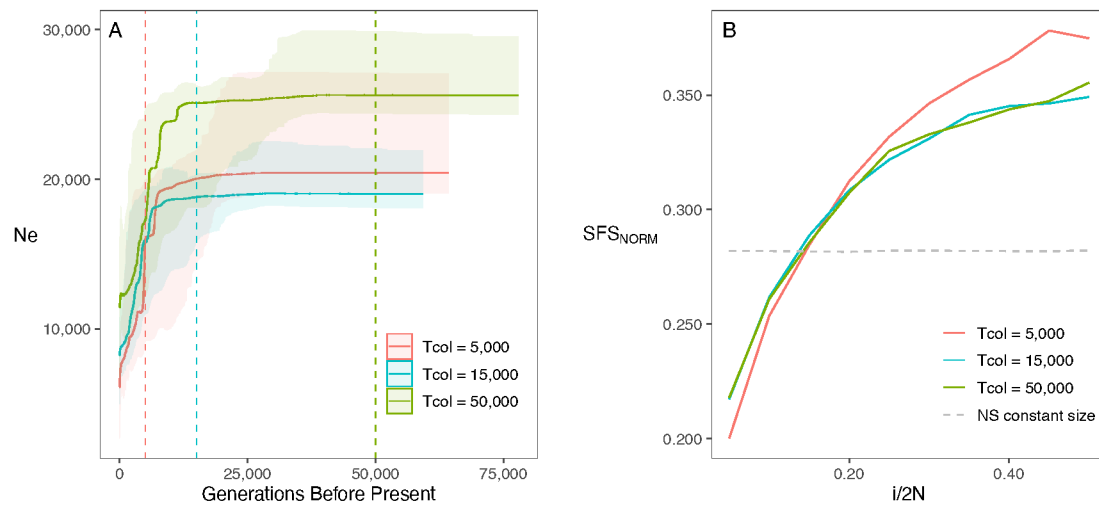 A
30,000
20,000
10,000
Ne
0
25,000
50,000
75,000
Generations Before Present
Tcol = 5,000
Tcol = 15,000
Tcol = 50,000
B
0.350
0.300
0.250
0.200
SFSNORM
0.20
0.40
i/2N
Tcol = 5,000
Tcol = 15,000
Tcol = 50,000
NS constant size